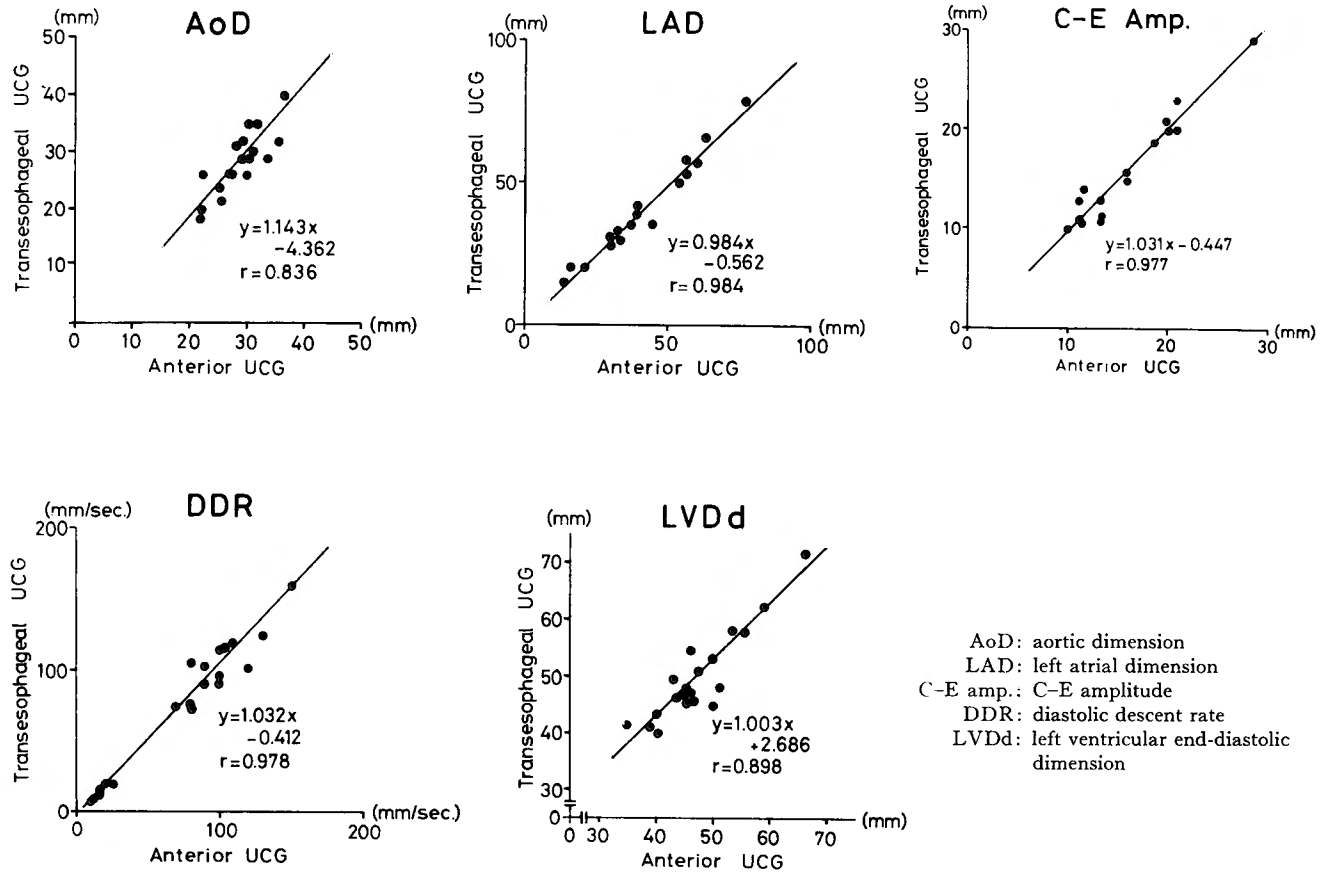 AoD
(mm)
50
40
30
20
10
0
Transesophageal UCG
y=1.143x
-4.362
r=0.836
0 20 30 40 50 (mm)
Anterior UCG
LAD
(mm)
100
50
0
Transesophageal UCG
y=0.984x
-0.562
r=0.984
50 100 (mm)
Anterior UCG
C-E Amp.
(mm)
30
20
10
0
Transesophageal UCG
y=1.031x-0.447
r=0.977
0 10 20 30 (mm)
Anterior UCG
DDR
(mm/sec.)
200
100
0
Transesophageal UCG
y=1.032x
-0.412
r=0.978
0 100 200 (mm/sec.)
Anterior UCG
LVDd
(mm)
70
60
50
40
30
0
Transesophageal UCG
y=1.003x
+2.686
r=0.898
0 30 40 50 60 70 (mm)
Anterior UCG
AoD: aortic dimension
LAD: left atrial dimension
C-E amp.: C-E amplitude
DDR: diastolic descent rate
LVDd: left ventricular end-diastolic
dimension